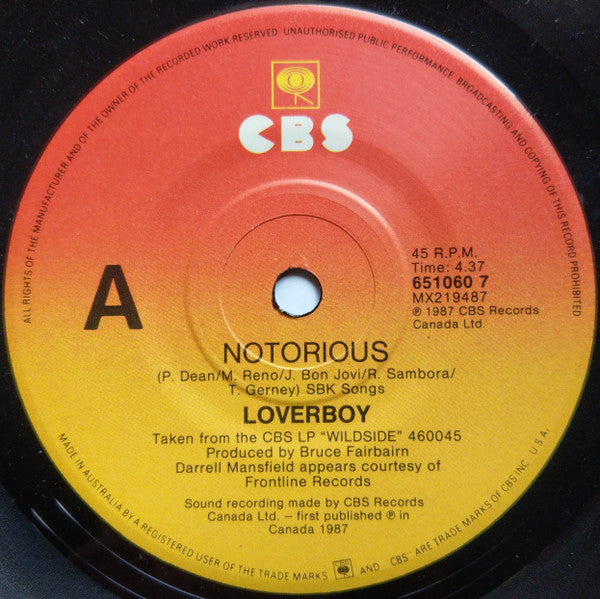 ALL RIGHTS OF THE MANUFACTURER AND OF THE OWNER OF THE RECORDED WORK RESERVED. UNAUTHORISED PUBLIC PERFORMANCE, BROADCASTING AND COPYING OF THIS RECORD PROHIBITED
CBS
A
45 R.P.M.
Time: 4.37
651060 7
MX219487
℗ 1987 CBS Records
Canada Ltd.
NOTORIOUS
(P. Dean/M. Reno/J. Bon Jovi/R. Sambora/
T. Gerney) SBK Songs
LOVERBOY
Taken from the CBS LP "WILDSIDE" 460045
Produced by Bruce Fairbairn
Darrell Mansfield appears courtesy of
Frontline Records
Sound recording made by CBS Records
Canada Ltd. – first published ℗ in
Canada 1987
MADE IN AUSTRALIA BY A REGISTERED USER OF THE TRADE MARKS AND "CBS" ARE TRADE MARKS OF CBS INC. U.S.A.